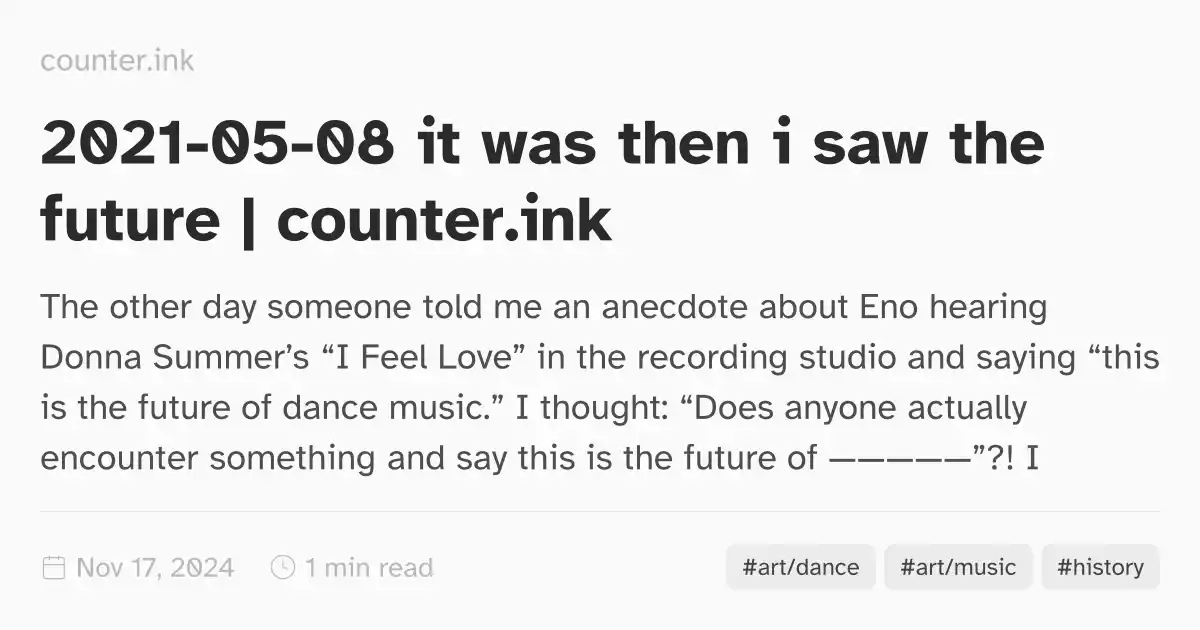 counter.ink
2021-05-08 it was then i saw the
future | counter.ink
The other day someone told me an anecdote about Eno hearing
Donna Summer’s “I Feel Love” in the recording studio and saying “this
is the future of dance music.” I thought: “Does anyone actually
encounter something and say this is the future of —————”?! I
Nov 17, 2024 1 min read #art/dance #art/music #history